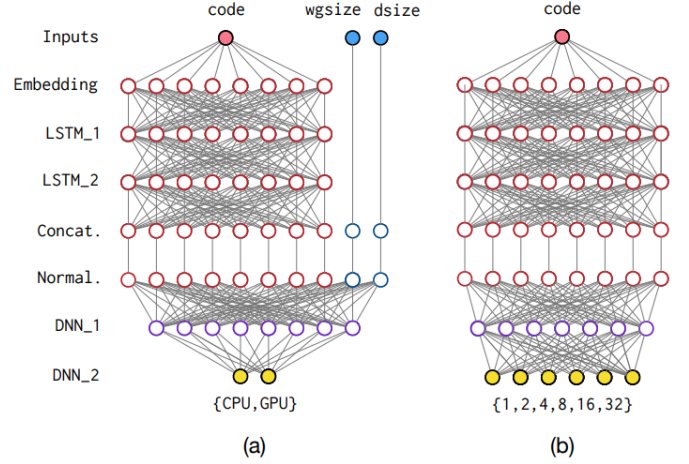 code wgsize dsize code
Inputs
Embedding
LSTM_1
LSTM_2
Concat.
Normal.
DNN_1
DNN_2
{CPU,GPU} {1,2,4,8,16,32}
(a) (b)